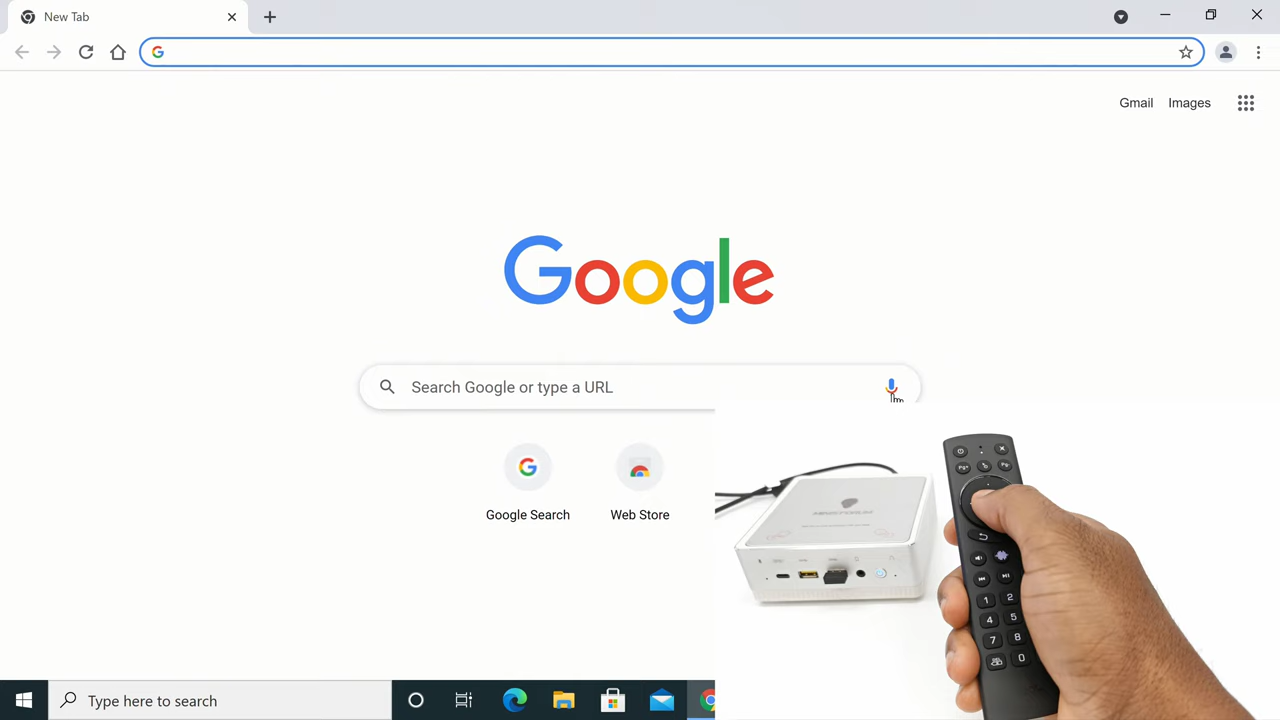 New Tab
Gmail Images
Google
Search Google or type a URL
Google Search Web Store
MINISFORUM
1 2
4 5
7 8
0
Type here to search